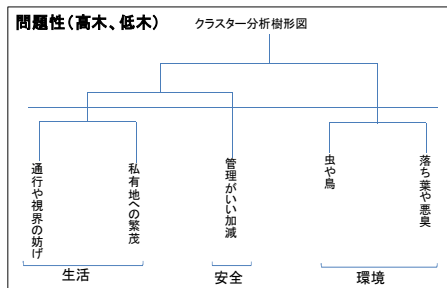 問題性(高木、低木)
クラスター分析樹形図
通行や視界の妨げ
私有地への繁茂
管理がいい加減
虫や鳥
落ち葉や悪臭
生活
安全
環境